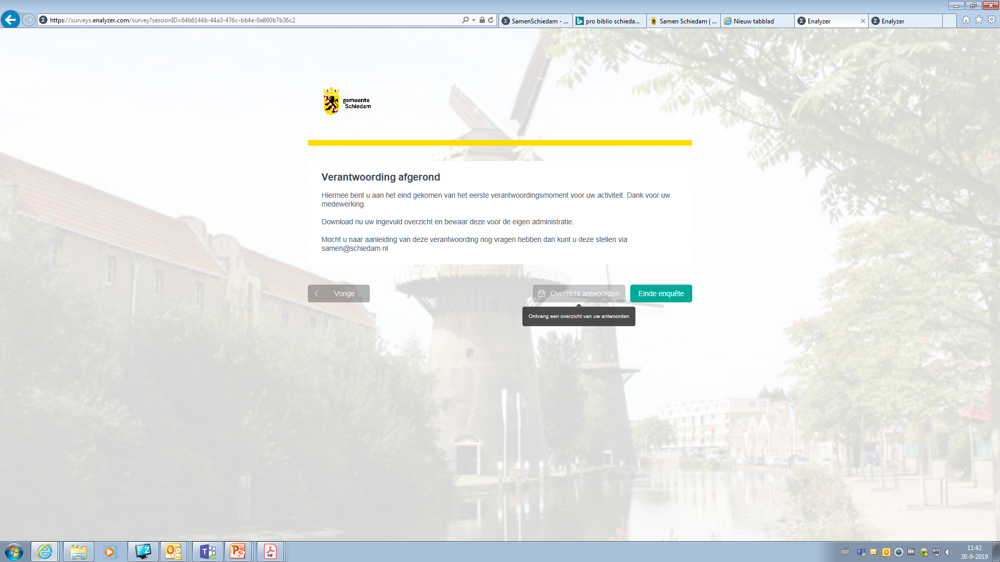 https://surveys.enalyzer.com/survey?sessionID=64b6144b-44a3-476c-bb4e-0e860b7b36c2
SamenSchiedam - ...
pro biblio schieda...
Samen Schiedam | ...
Nieuw tabblad
Enalyzer
Enalyzer
gemeente
Schiedam
Verantwoording afgerond
Hiermee bent u aan het eind gekomen van het eerste verantwoordingsmoment voor uw activiteit. Dank voor uw
medewerking.
Download nu uw ingevuld overzicht en bewaar deze voor de eigen administratie.
Mocht u naar aanleiding van deze verantwoording nog vragen hebben dan kunt u deze stellen via
samen@schiedam.nl
Vorige
Overzicht antwoorden
Einde enquête
Ontvang een overzicht van uw antwoorden
11:42
30-9-2019